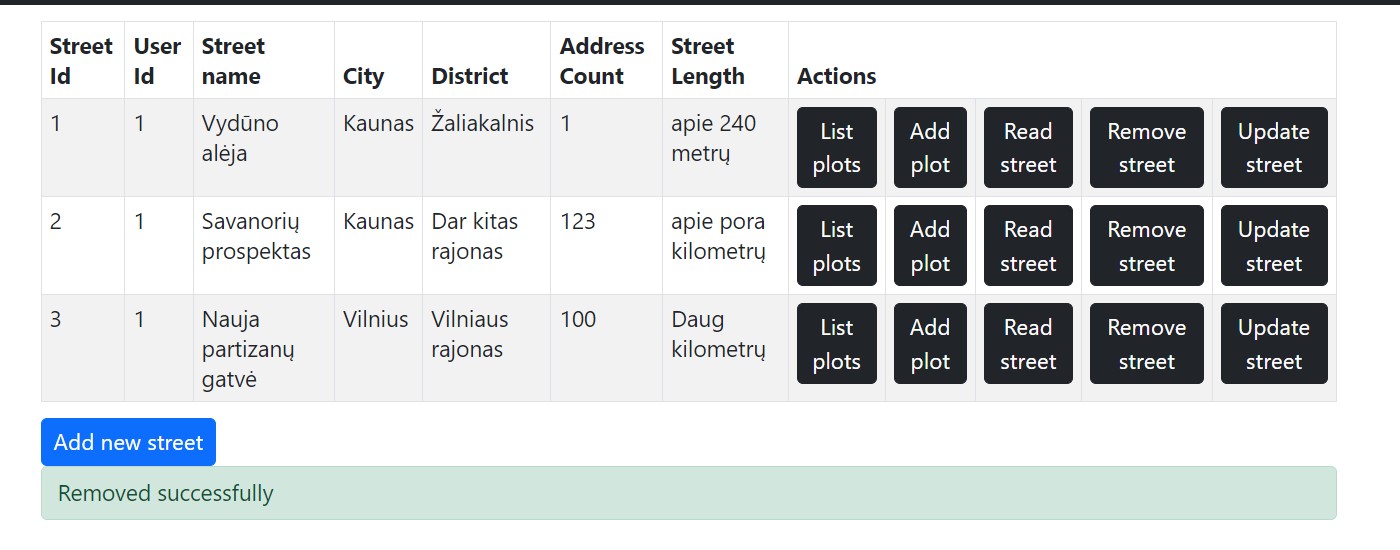 Street Id User Id Street name City District Address Count Street Length Actions
1 1 Vydūno alėja Kaunas Žaliakalnis 1 apie 240 metrų List plots Add plot Read street Remove street Update street
2 1 Savanorių prospektas Kaunas Dar kitas rajonas 123 apie pora kilometrų List plots Add plot Read street Remove street Update street
3 1 Nauja partizanų gatvė Vilnius Vilniaus rajonas 100 Daug kilometrų List plots Add plot Read street Remove street Update street
Add new street
Removed successfully